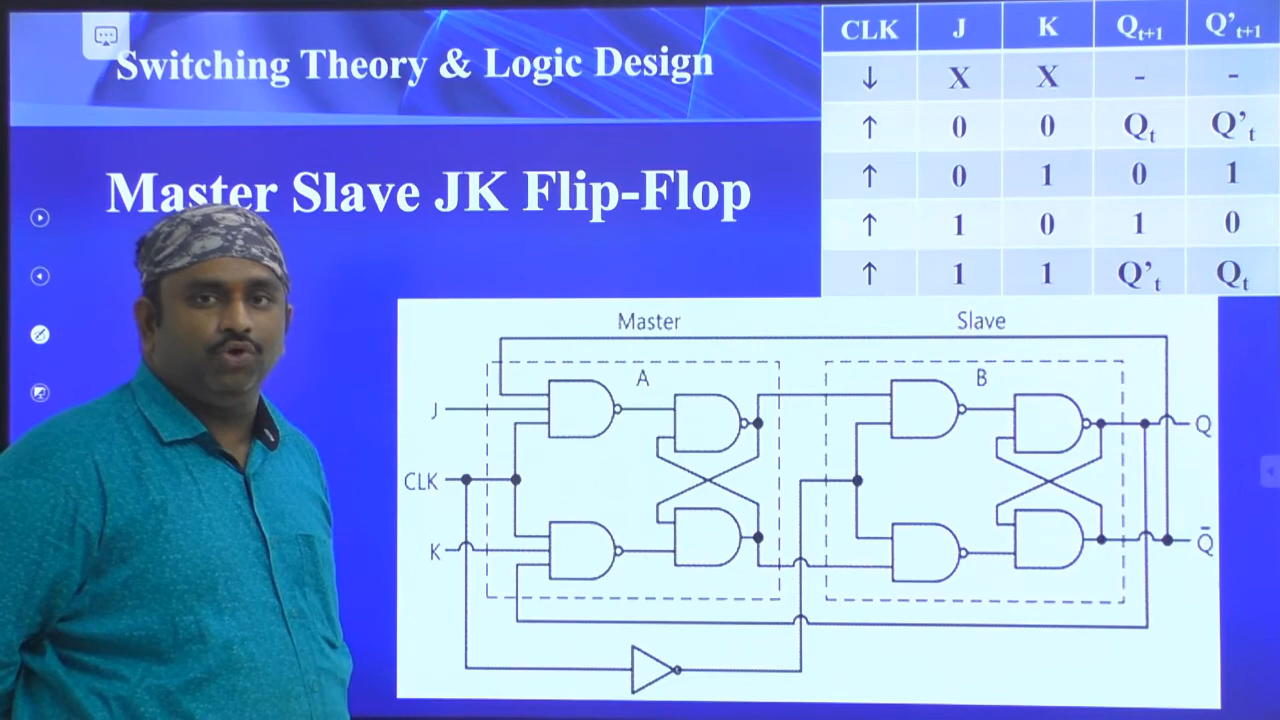 Switching Theory & Logic Design
Master Slave JK Flip-Flop
CLK J K Qt+1 Q't+1
↓ X X - -
↑ 0 0 Qt Q't
↑ 0 1 0 1
↑ 1 0 1 0
↑ 1 1 Q't Qt
Master Slave
A B
J Q
CLK
K Q̄